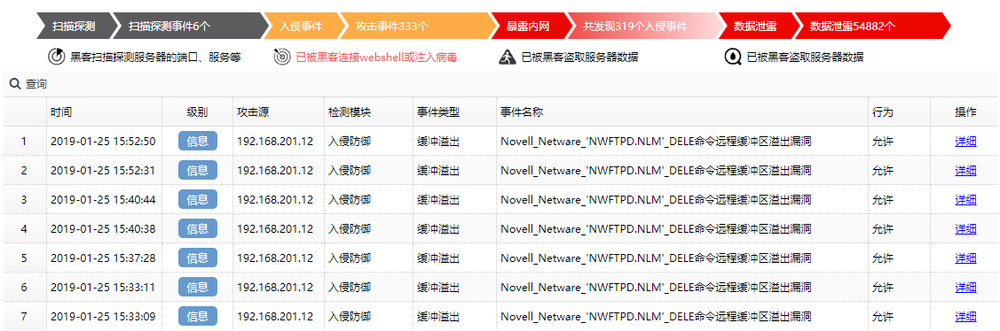 扫描探测 扫描探测事件6个 入侵事件 攻击事件333个 暴露内网 共发现319个入侵事件 数据泄露 数据泄露54882个
黑客扫描探测服务器的端口、服务等 已被黑客连接webshell或注入病毒 已被黑客盗取服务器数据 已被黑客盗取服务器数据
查询
时间 级别 攻击源 检测模块 事件类型 事件名称 行为 操作
1 2019-01-25 15:52:50 信息 192.168.201.12 入侵防御 缓冲溢出 Novell_Netware_'NWFTPD.NLM'_DELE命令远程缓冲区溢出漏洞 允许 详细
2 2019-01-25 15:52:31 信息 192.168.201.12 入侵防御 缓冲溢出 Novell_Netware_'NWFTPD.NLM'_DELE命令远程缓冲区溢出漏洞 允许 详细
3 2019-01-25 15:40:44 信息 192.168.201.12 入侵防御 缓冲溢出 Novell_Netware_'NWFTPD.NLM'_DELE命令远程缓冲区溢出漏洞 允许 详细
4 2019-01-25 15:40:38 信息 192.168.201.12 入侵防御 缓冲溢出 Novell_Netware_'NWFTPD.NLM'_DELE命令远程缓冲区溢出漏洞 允许 详细
5 2019-01-25 15:37:28 信息 192.168.201.12 入侵防御 缓冲溢出 Novell_Netware_'NWFTPD.NLM'_DELE命令远程缓冲区溢出漏洞 允许 详细
6 2019-01-25 15:33:11 信息 192.168.201.12 入侵防御 缓冲溢出 Novell_Netware_'NWFTPD.NLM'_DELE命令远程缓冲区溢出漏洞 允许 详细
7 2019-01-25 15:33:09 信息 192.168.201.12 入侵防御 缓冲溢出 Novell_Netware_'NWFTPD.NLM'_DELE命令远程缓冲区溢出漏洞 允许 详细